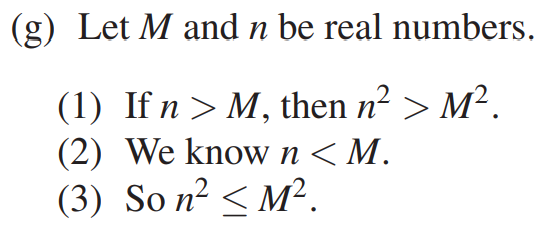 (g) Let M and n be real numbers.
(1) If n > M, then n² > M².
(2) We know n < M.
(3) So n² ≤ M².